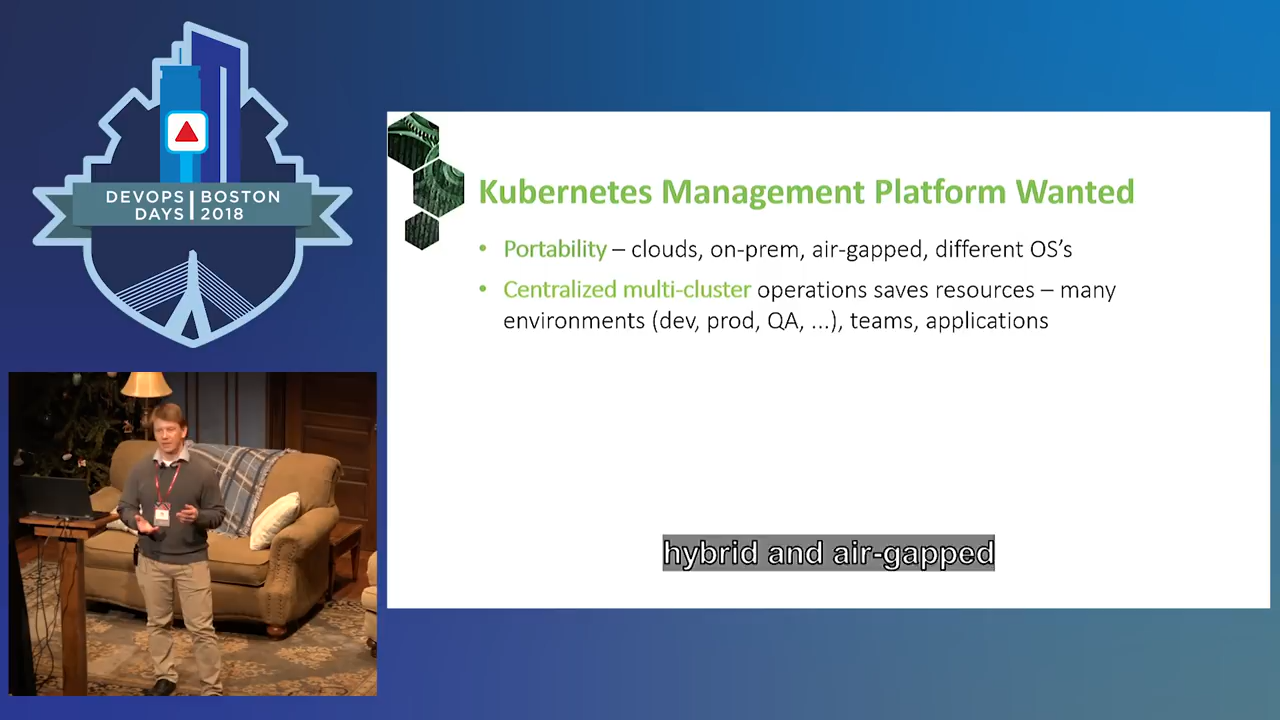 DEVOPS DAYS
BOSTON 2018
Kubernetes Management Platform Wanted
• Portability – clouds, on-prem, air-gapped, different OS's
• Centralized multi-cluster operations saves resources – many
environments (dev, prod, QA, ...), teams, applications
hybrid and air-gapped